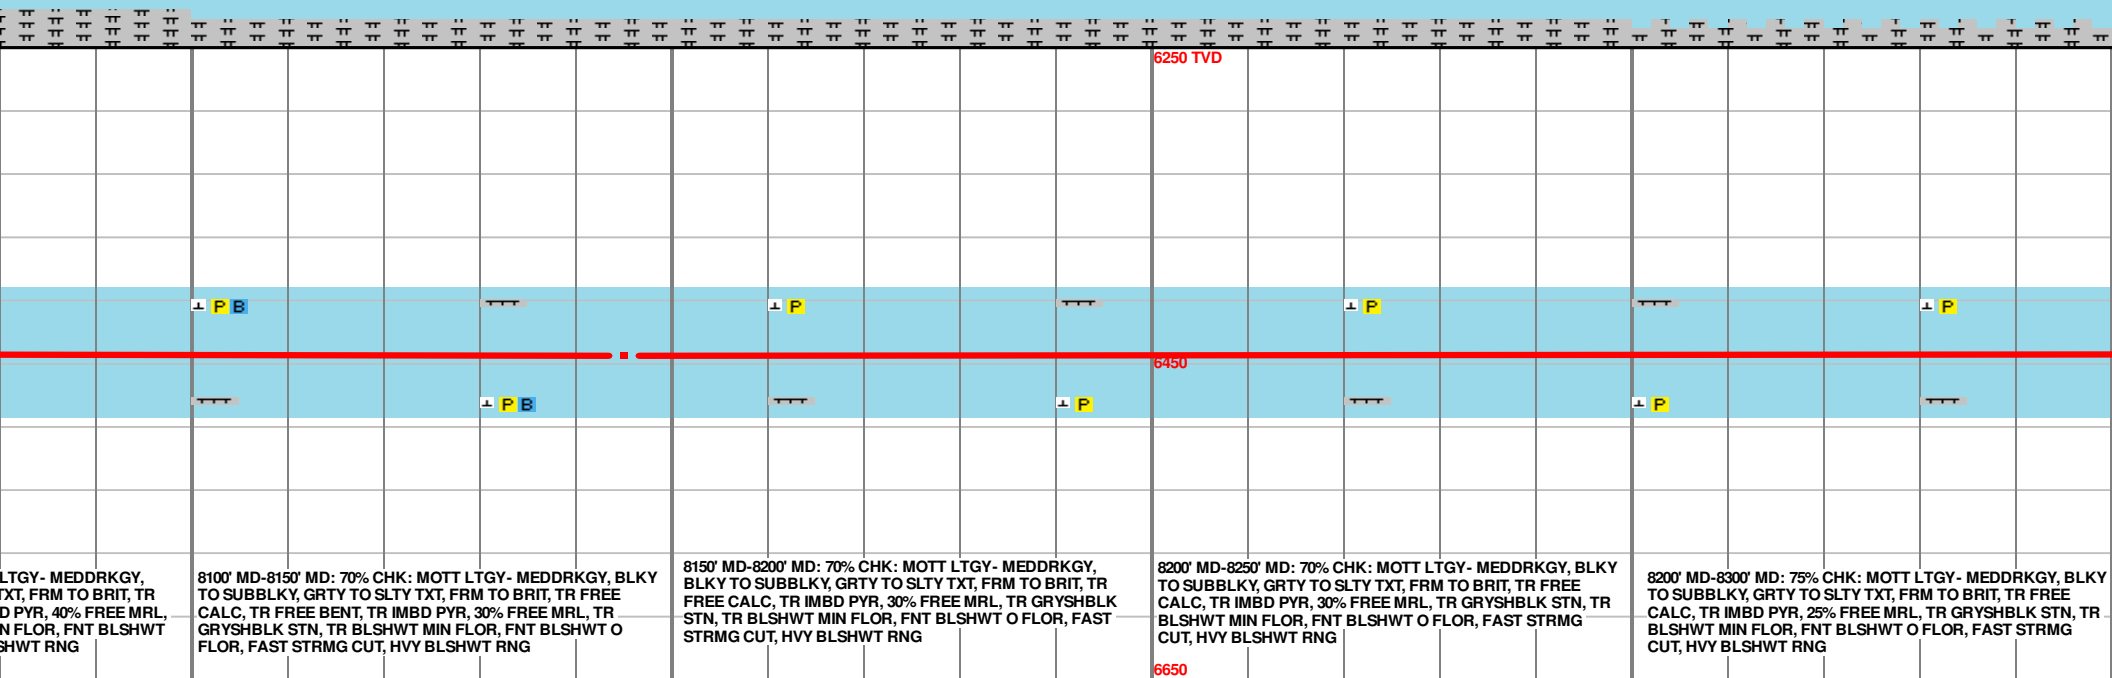 6250 TVD
P B
P
P
P
6450
P B
P
P
LTGY- MEDDRKGY,
TXT, FRM TO BRIT, TR
D PYR, 40% FREE MRL,
N FLOR, FNT BLSHWT
SHWT RNG
8100' MD-8150' MD: 70% CHK: MOTT LTGY- MEDDRKGY, BLKY
TO SUBBLKY, GRTY TO SLTY TXT, FRM TO BRIT, TR FREE
CALC, TR FREE BENT, TR IMBD PYR, 30% FREE MRL, TR
GRYSHBLK STN, TR BLSHWT MIN FLOR, FNT BLSHWT O
FLOR, FAST STRMG CUT, HVY BLSHWT RNG
8150' MD-8200' MD: 70% CHK: MOTT LTGY- MEDDRKGY,
BLKY TO SUBBLKY, GRTY TO SLTY TXT, FRM TO BRIT, TR
FREE CALC, TR IMBD PYR, 30% FREE MRL, TR GRYSHBLK
STN, TR BLSHWT MIN FLOR, FNT BLSHWT O FLOR, FAST
STRMG CUT, HVY BLSHWT RNG
8200' MD-8250' MD: 70% CHK: MOTT LTGY- MEDDRKGY, BLKY
TO SUBBLKY, GRTY TO SLTY TXT, FRM TO BRIT, TR FREE
CALC, TR IMBD PYR, 30% FREE MRL, TR GRYSHBLK STN, TR
BLSHWT MIN FLOR, FNT BLSHWT O FLOR, FAST STRMG
CUT, HVY BLSHWT RNG
8200' MD-8300' MD: 75% CHK: MOTT LTGY- MEDDRKGY, BLKY
TO SUBBLKY, GRTY TO SLTY TXT, FRM TO BRIT, TR FREE
CALC, TR IMBD PYR, 25% FREE MRL, TR GRYSHBLK STN, TR
BLSHWT MIN FLOR, FNT BLSHWT O FLOR, FAST STRMG
CUT, HVY BLSHWT RNG
6650